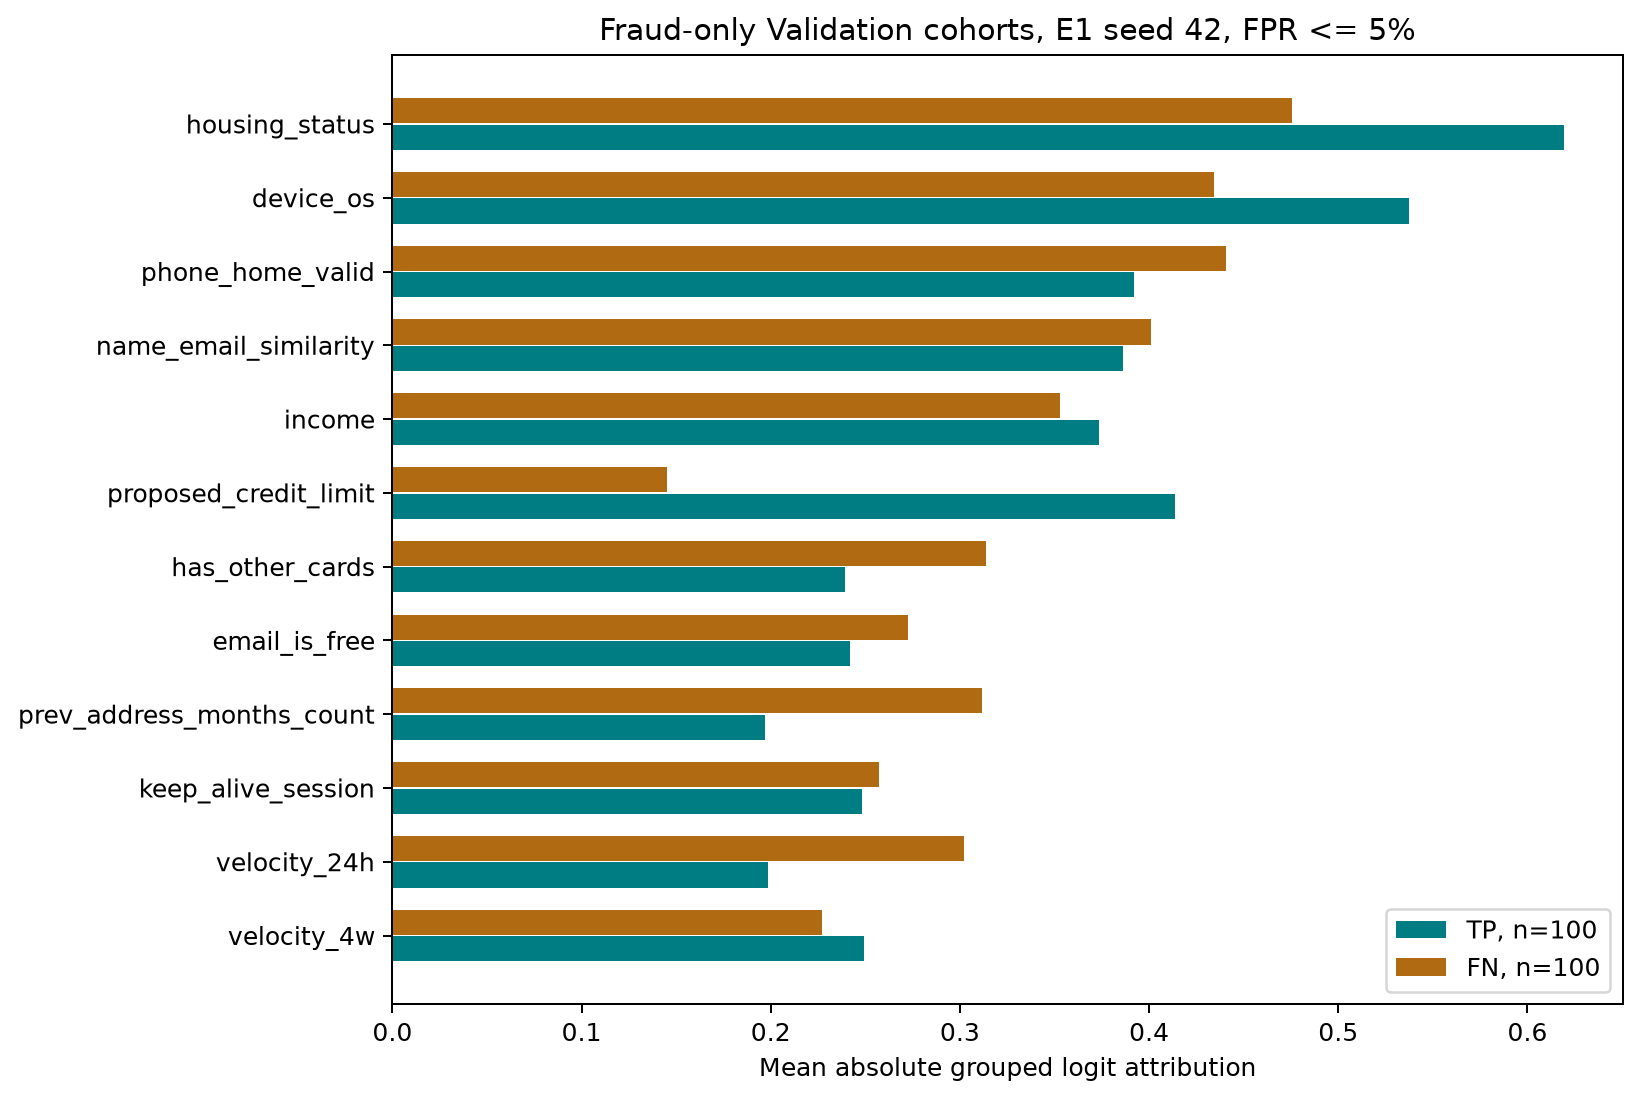 Fraud-only Validation cohorts, E1 seed 42, FPR <= 5%
housing_status
device_os
phone_home_valid
name_email_similarity
income
proposed_credit_limit
has_other_cards
email_is_free
prev_address_months_count
keep_alive_session
velocity_24h
velocity_4w
TP, n=100
FN, n=100
0.0 0.1 0.2 0.3 0.4 0.5 0.6
Mean absolute grouped logit attribution